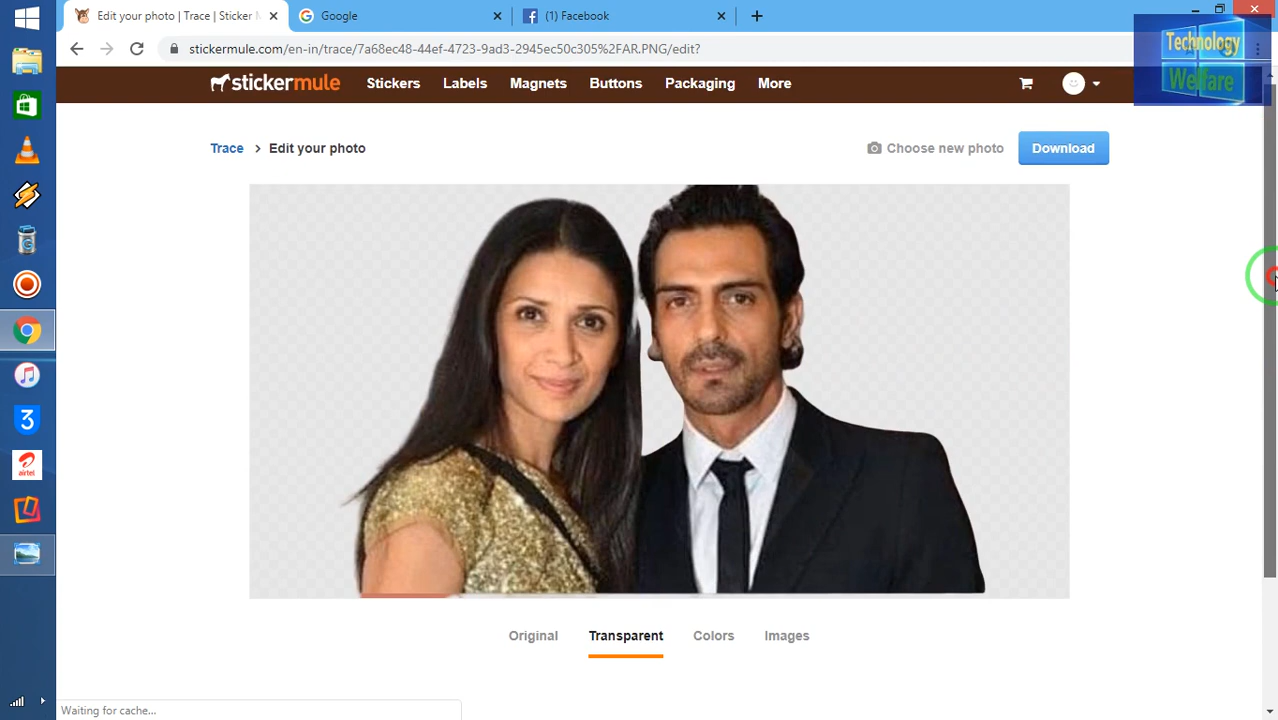 Edit your photo | Trace | Sticker M
Google
(1) Facebook
stickermule.com/en-in/trace/7a68ec48-44ef-4723-9ad3-2945ec50c305%2FAR.PNG/edit?
Technology
Welfare
stickermule
Stickers
Labels
Magnets
Buttons
Packaging
More
Trace > Edit your photo
Choose new photo
Download
3
airtel
Original
Transparent
Colors
Images
Waiting for cache...